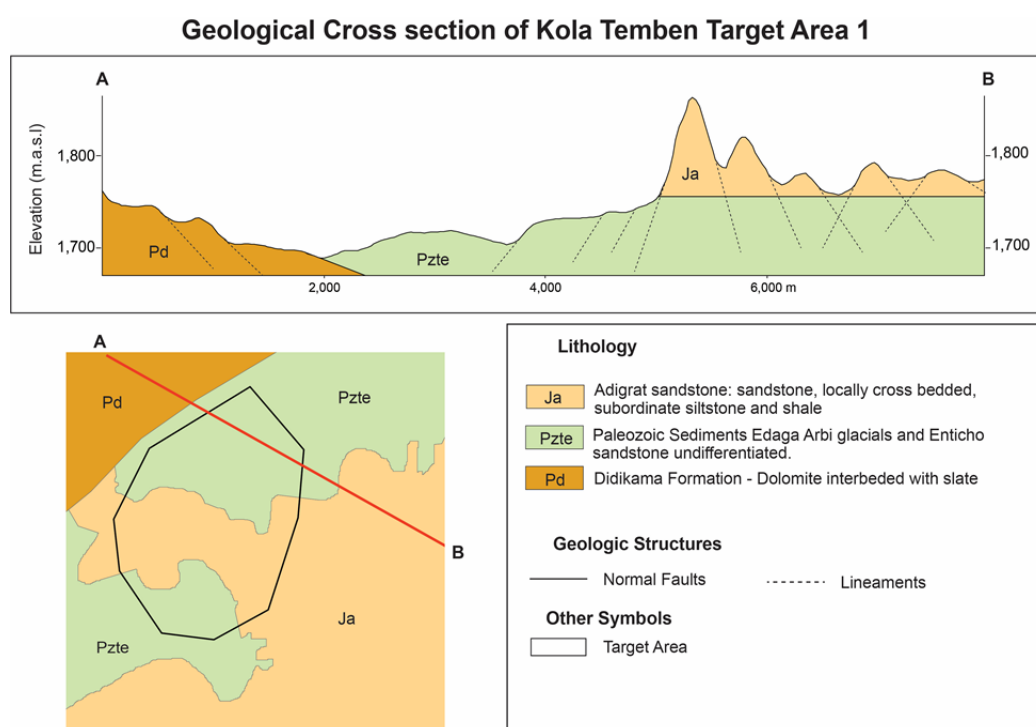 Geological Cross section of Kola Temben Target Area 1
A
B
Elevation (m.a.s.l)
1,800
1,700
1,800
1,700
Ja
Pd
Pzte
2,000
4,000
6,000 m
A
Pd
Pzte
B
Ja
Pzte
Lithology
Ja
Adigrat sandstone: sandstone, locally cross bedded,
subordinate siltstone and shale
Pzte
Paleozoic Sediments Edaga Arbi glacials and Enticho
sandstone undifferentiated.
Pd
Didikama Formation - Dolomite interbeded with slate
Geologic Structures
Normal Faults
Lineaments
Other Symbols
Target Area